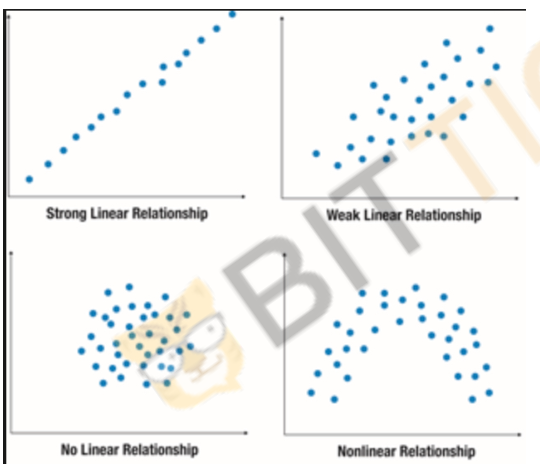 Strong Linear Relationship
Weak Linear Relationship
BIT
No Linear Relationship
Nonlinear Relationship